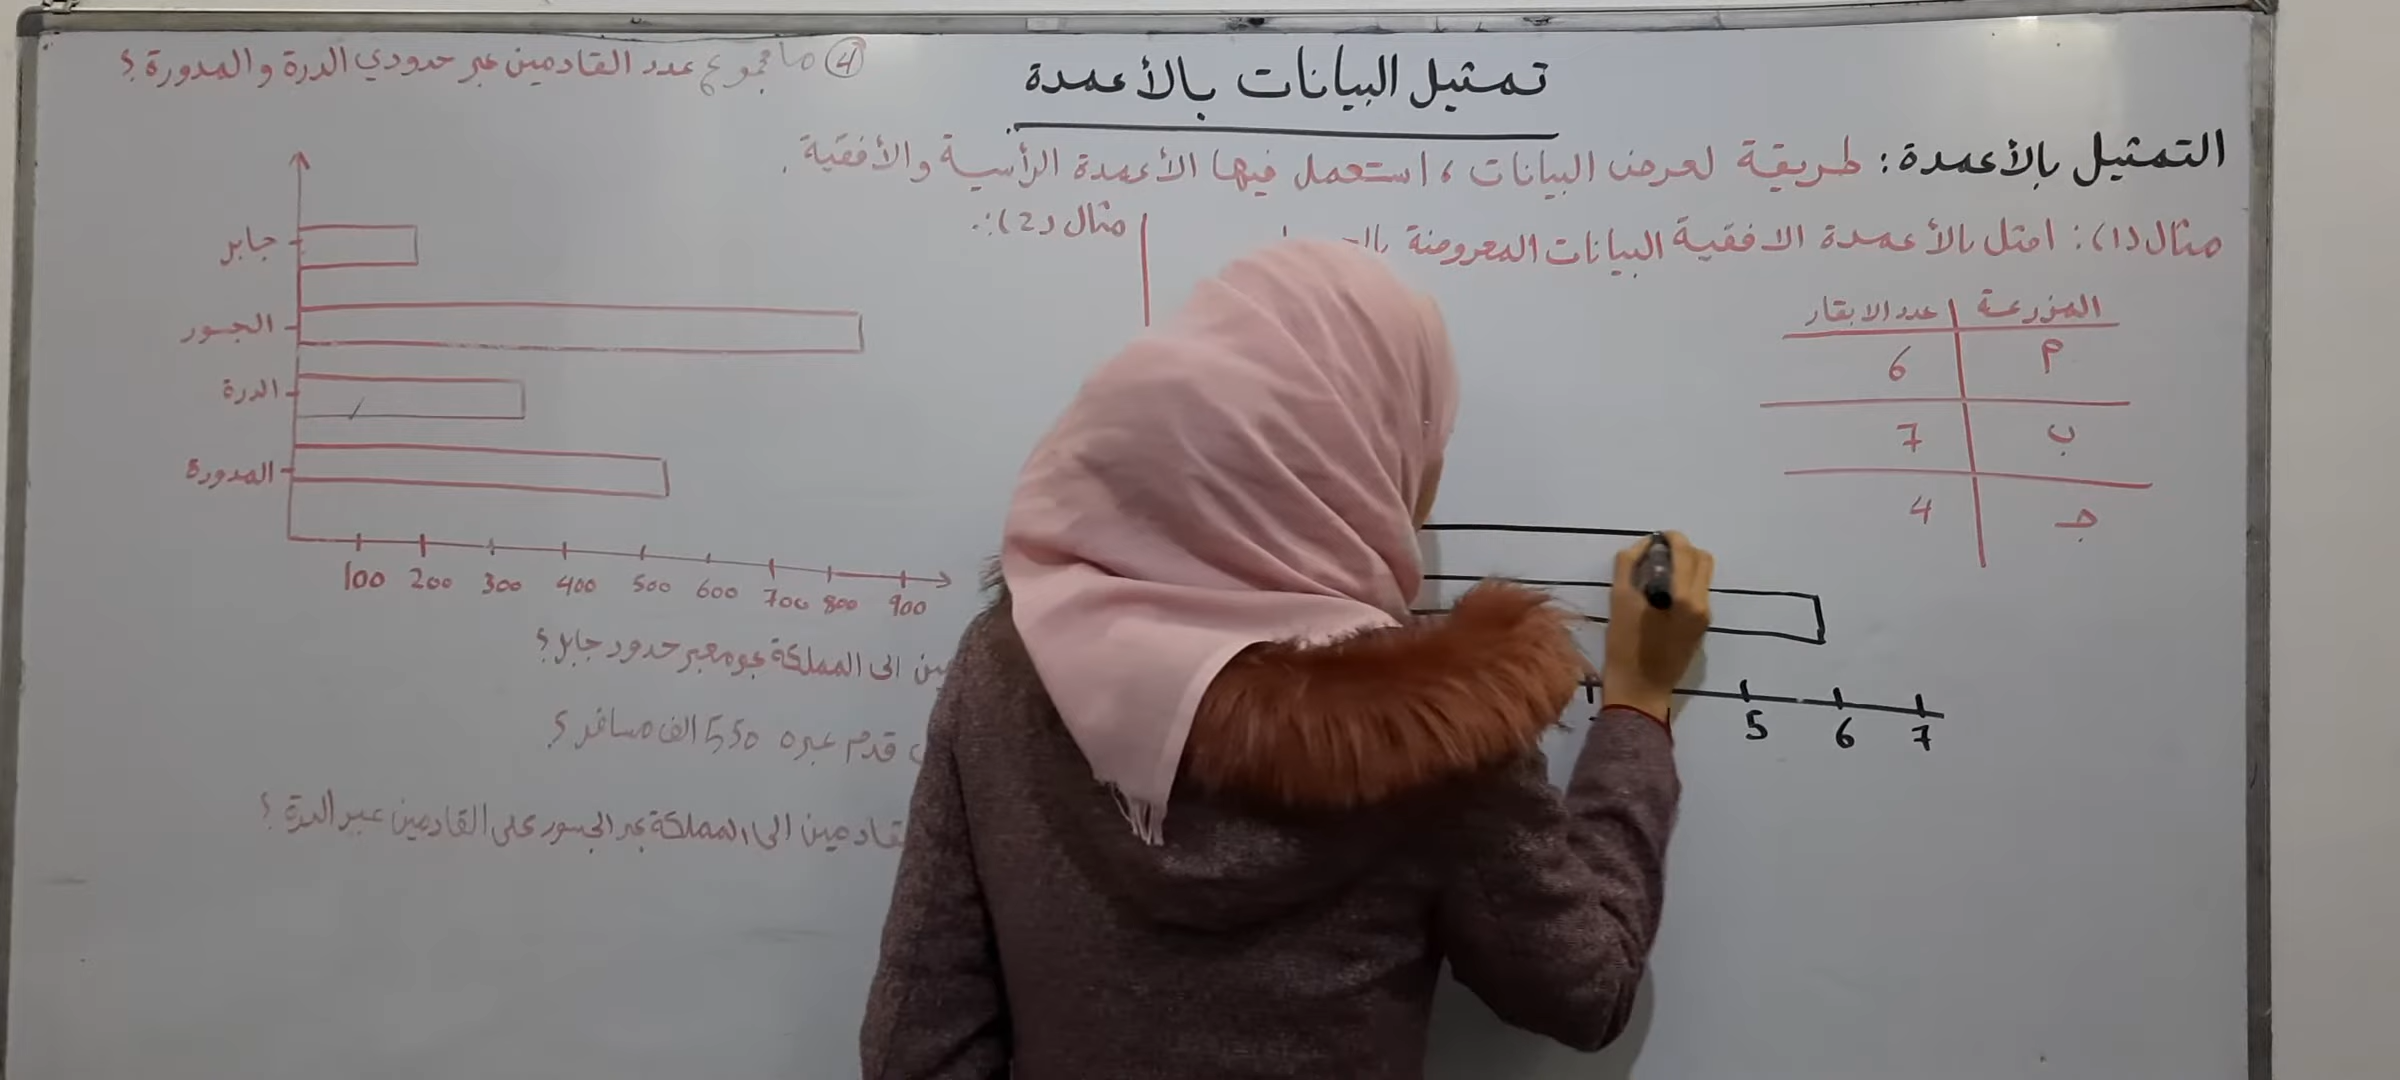 تمثيل البيانات بالأعمدة
التمثيل بالأعمدة: طريقة لعرض البيانات، استعمل فيها الأعمدة الرأسية والأفقية.
مثال (1): امثل بالأعمدة الافقية البيانات المعروضة
المزرعة عدد الابقار
أ 6
ب 7
جـ 4
5 6 7
مثال (2):
④ ما مجموع عدد القادمين عبر حدودي الدرة والمدورة؟
جابر
الجسور
الدرة
المدورة
100 200 300 400 500 600 700 800 900
الى المملكة جوه عبر حدود جابر؟
قدم عبره 550 الف مسافر؟
الى المملكة عبر الجسور على القادمين عبر الدرة؟